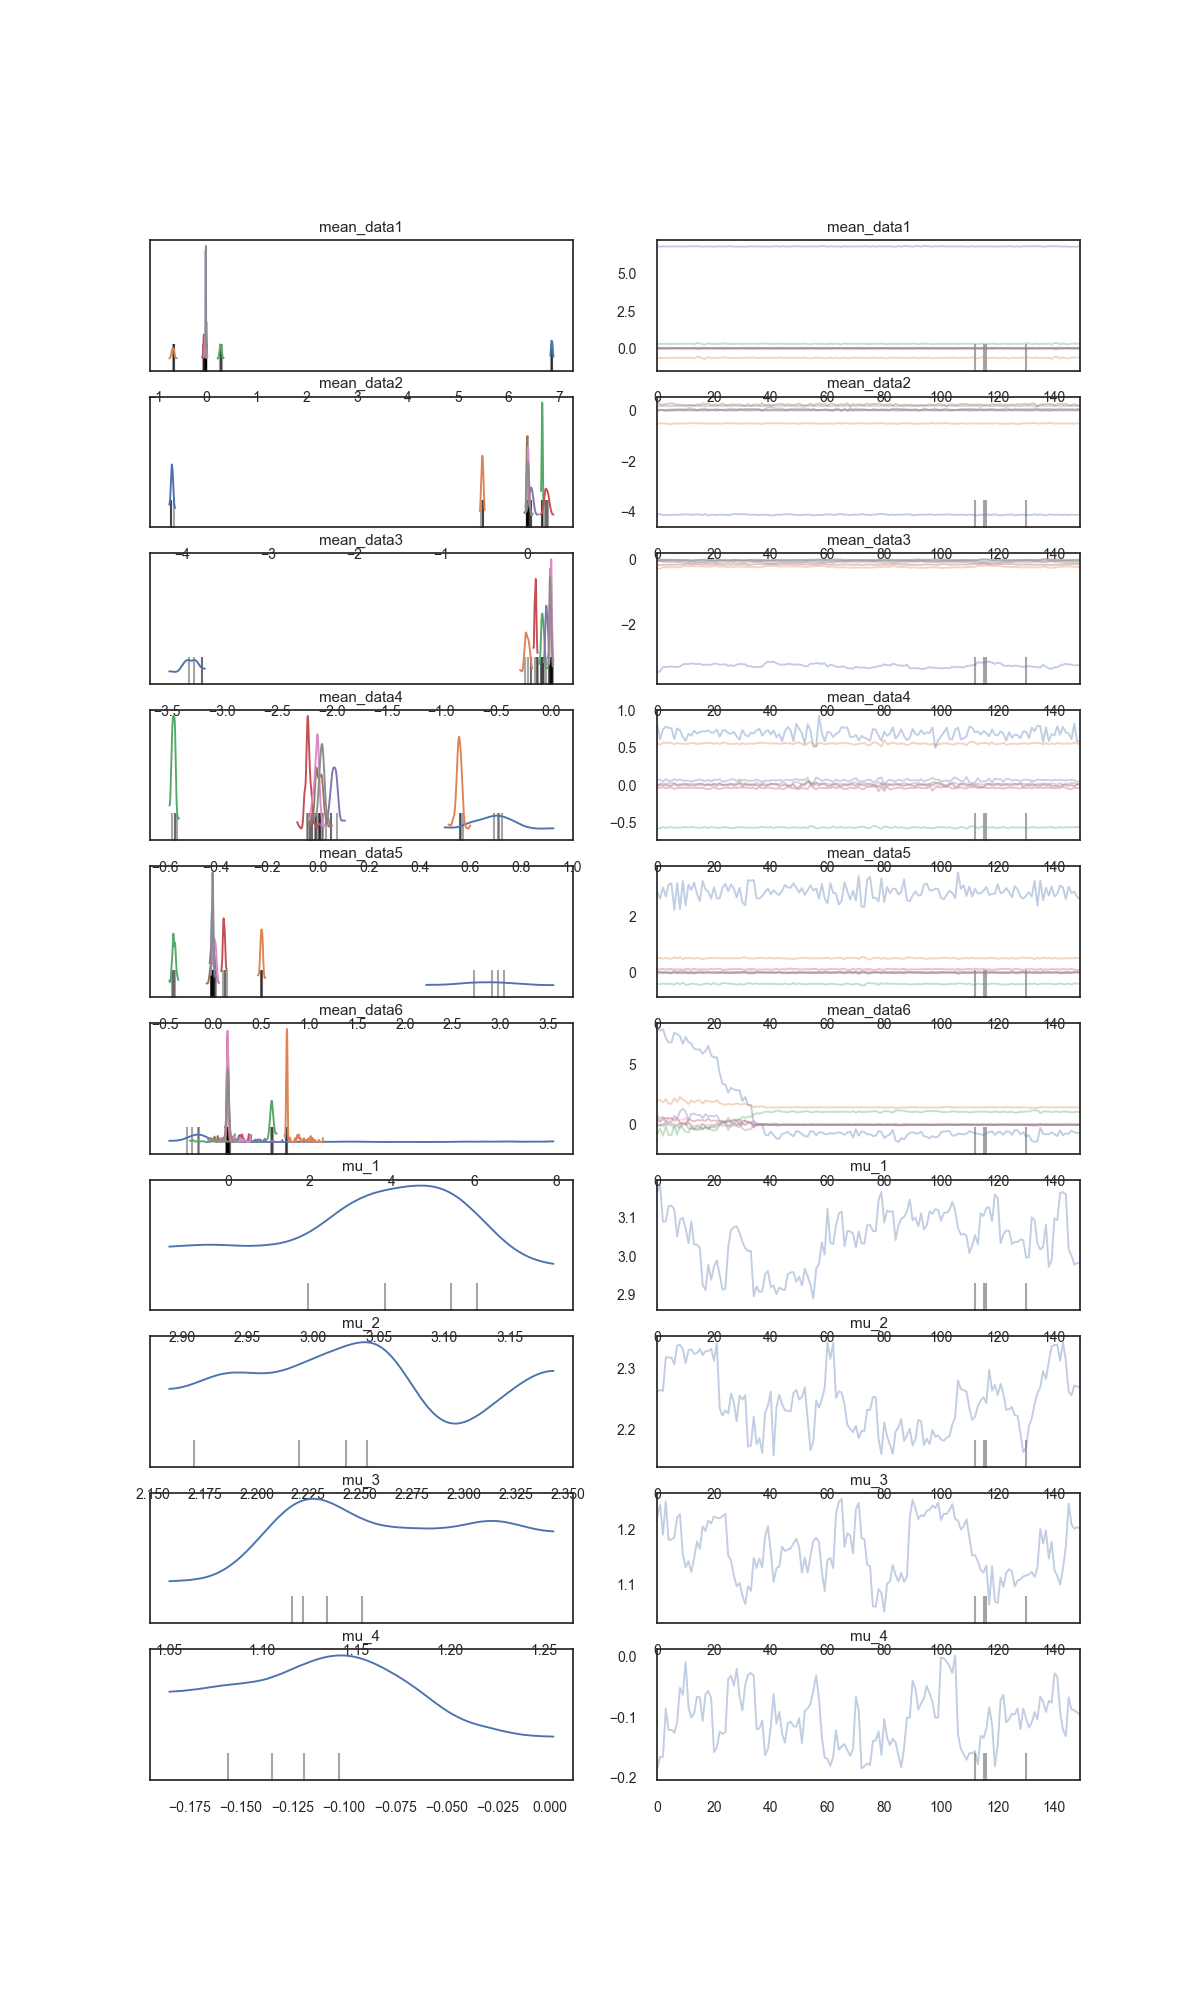 mean_data1 mean_data1
5.0
2.5
0.0
mean_data2 mean_data2
−1 0 1 2 3 4 5 6 7 0 20 40 60 80 100 120 140
0
−2
−4
mean_data3 mean_data3
−4 −3 −2 −1 0 0 20 40 60 80 100 120 140
0
−2
mean_data4 mean_data4
−3.5 −3.0 −2.5 −2.0 −1.5 −1.0 −0.5 0.0 0 20 40 60 80 100 120 140
1.0
0.5
0.0
−0.5
mean_data5 mean_data5
−0.6 −0.4 −0.2 0.0 0.2 0.4 0.6 0.8 1.0 0 20 40 60 80 100 120 140
2
0
mean_data6 mean_data6
−0.5 0.0 0.5 1.0 1.5 2.0 2.5 3.0 3.5 0 20 40 60 80 100 120 140
5
0
mu_1 mu_1
0 2 4 6 8 0 20 40 60 80 100 120 140
3.1
3.0
2.9
mu_2 mu_2
2.90 2.95 3.00 3.05 3.10 3.15 0 20 40 60 80 100 120 140
2.3
2.2
mu_3 mu_3
2.150 2.175 2.200 2.225 2.250 2.275 2.300 2.325 2.350 0 20 40 60 80 100 120 140
1.2
1.1
mu_4 mu_4
1.05 1.10 1.15 1.20 1.25 0 20 40 60 80 100 120 140
0.0
−0.1
−0.2
−0.175 −0.150 −0.125 −0.100 −0.075 −0.050 −0.025 0.000 0 20 40 60 80 100 120 140